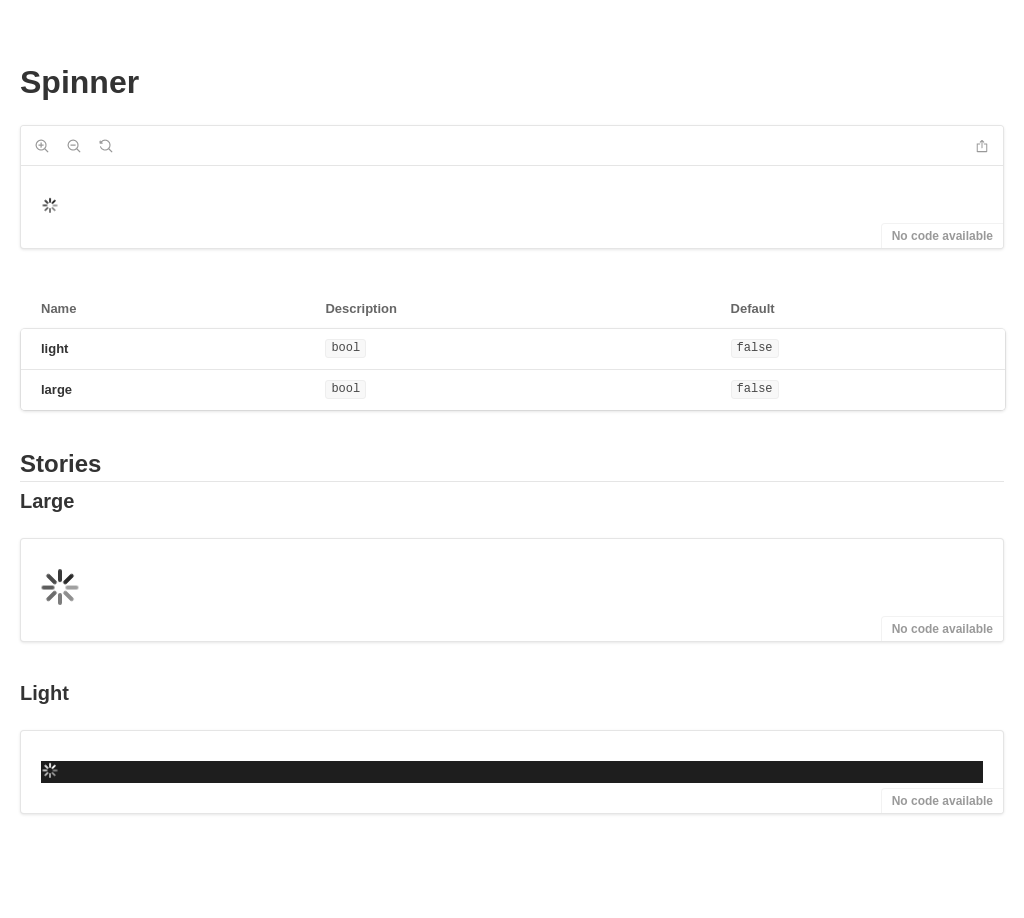 Spinner
No code available
Name Description Default
light bool false
large bool false
Stories
Large
No code available
Light
No code available